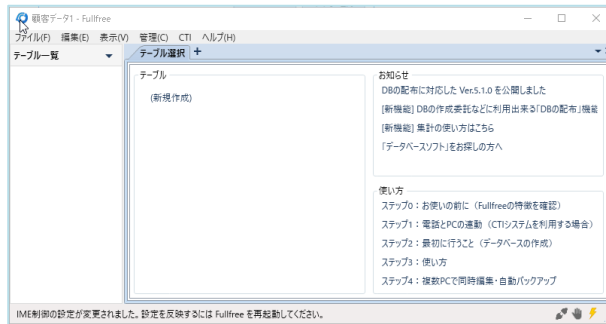 顧客データ1 - Fullfree
ファイル(F) 編集(E) 表示(V) 管理(C) CTI ヘルプ(H)
テーブル一覧
テーブル選択
テーブル
(新規作成)
お知らせ
DBの配布に対応した Ver.5.1.0 を公開しました
[新機能] DBの作成委託などに利用出来る「DBの配布」機能
[新機能] 集計の使い方はこちら
「データベースソフト」をお探しの方へ
使い方
ステップ0：お使いの前に（Fullfreeの特徴を確認）
ステップ1：電話とPCの連動（CTIシステムを利用する場合）
ステップ2：最初に行うこと（データベースの作成）
ステップ3：使い方
ステップ4：複数PCで同時編集・自動バックアップ
IME制御の設定が変更されました。設定を反映するには Fullfree を再起動してください。